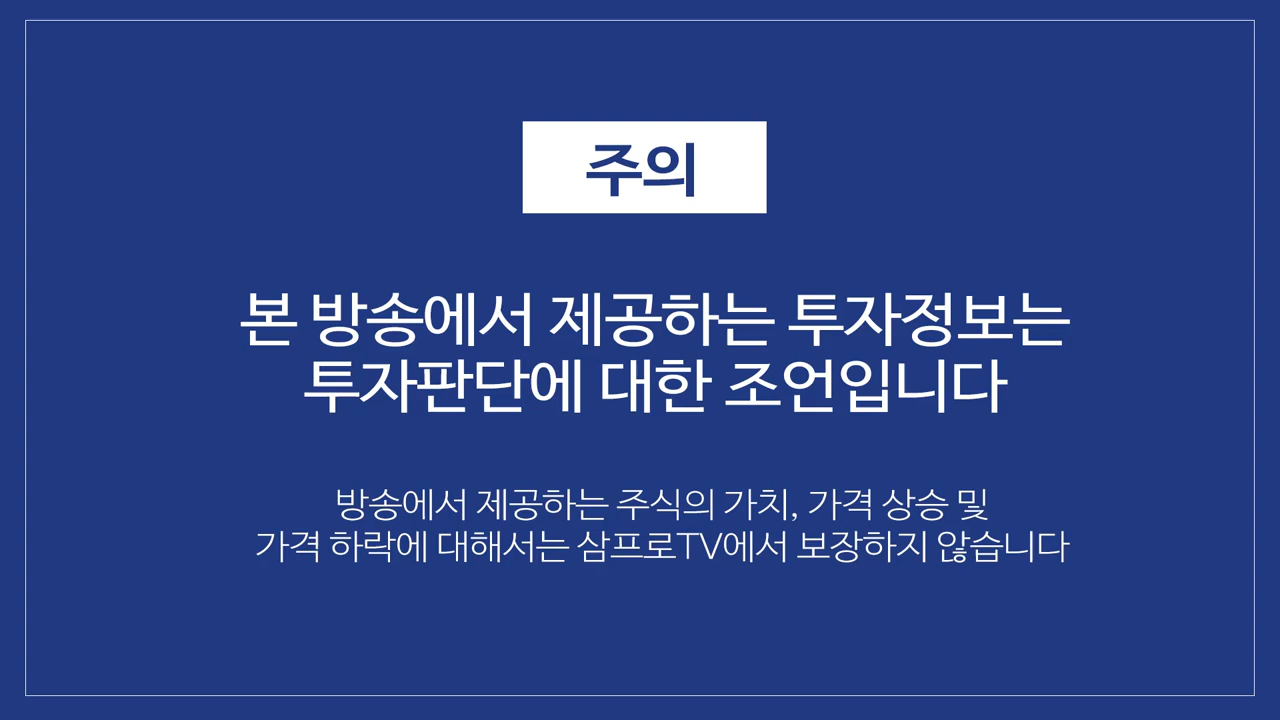 주의
본 방송에서 제공하는 투자정보는
투자판단에 대한 조언입니다
방송에서 제공하는 주식의 가치, 가격 상승 및
가격 하락에 대해서는 삼프로TV에서 보장하지 않습니다